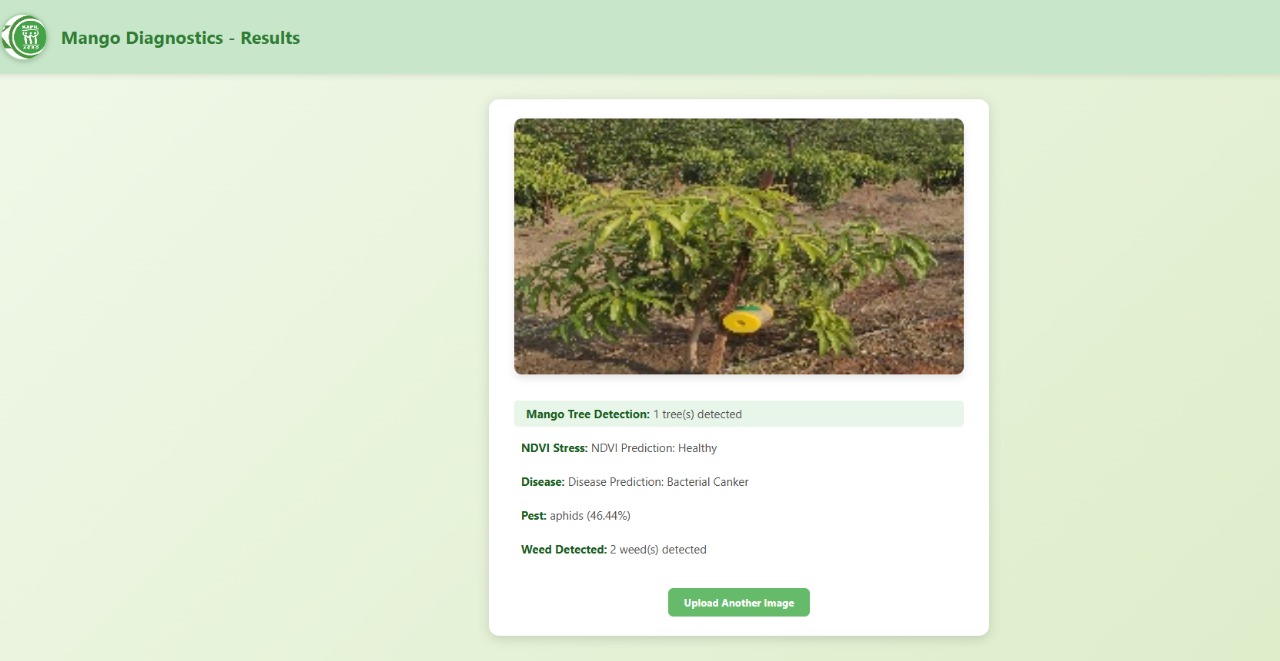 Mango Diagnostics - Results
Mango Tree Detection: 1 tree(s) detected
NDVI Stress: NDVI Prediction: Healthy
Disease: Disease Prediction: Bacterial Canker
Pest: aphids (46.44%)
Weed Detected: 2 weed(s) detected
Upload Another Image